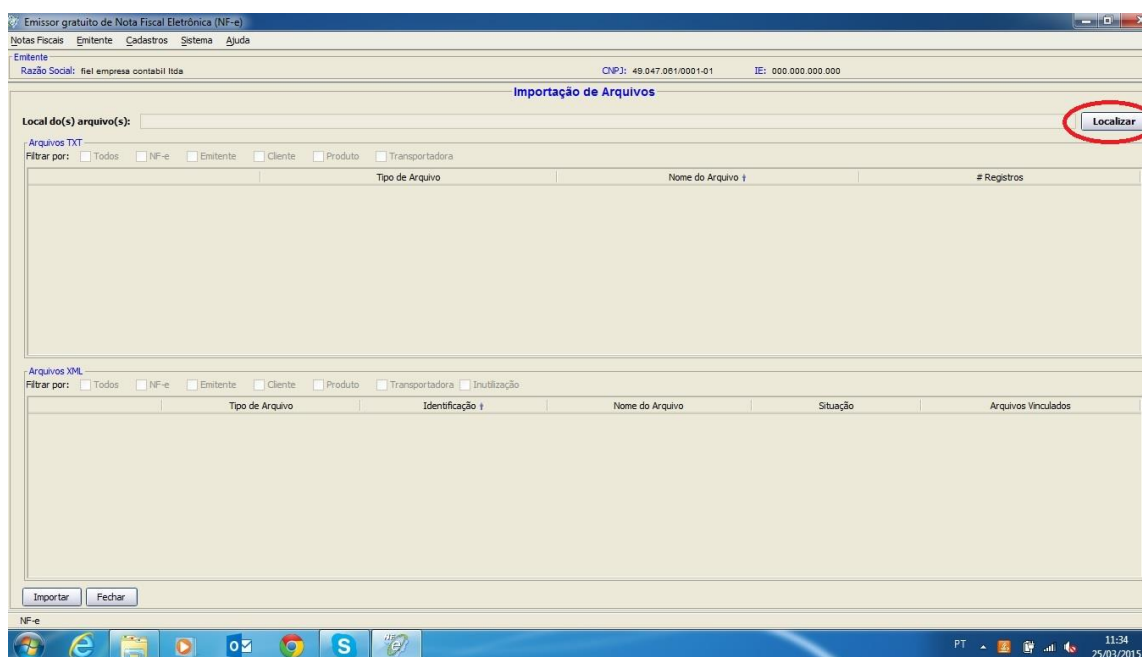 Emissor gratuito de Nota Fiscal Eletrônica (NF-e)
Notas Fiscais Emitente Cadastros Sistema Ajuda
Emitente
Razão Social: fiel empresa contabil ltda CNPJ: 49.047.061/0001-01 IE: 000.000.000.000
Importação de Arquivos
Local do(s) arquivo(s): Localizar
Arquivos TXT
Filtrar por: Todos NF-e Emitente Cliente Produto Transportadora
Tipo de Arquivo Nome do Arquivo # Registros
Arquivos XML
Filtrar por: Todos NF-e Emitente Cliente Produto Transportadora Inutilização
Tipo de Arquivo Identificação Nome do Arquivo Situação Arquivos Vinculados
Importar Fechar
NF-e
PT 11:34
25/03/2015